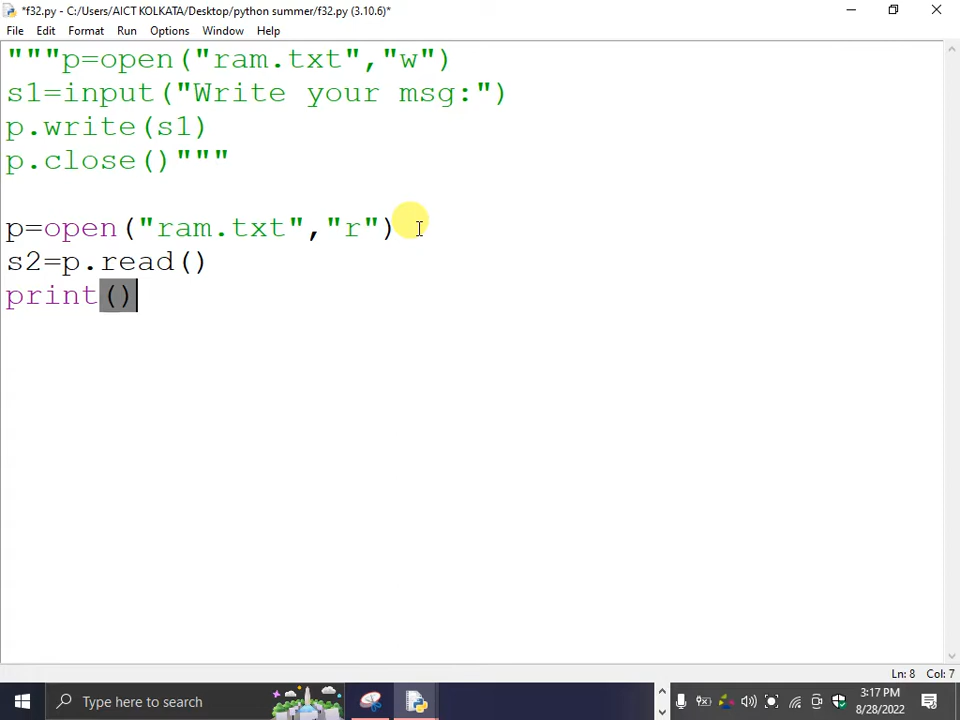 *f32.py - C:/Users/AICT KOLKATA/Desktop/python summer/f32.py (3.10.6)*
File Edit Format Run Options Window Help
"""p=open("ram.txt","w")
s1=input("Write your msg:")
p.write(s1)
p.close()"""
p=open("ram.txt","r")
s2=p.read()
print()
Ln: 8 Col: 7
Type here to search
3:17 PM
8/28/2022